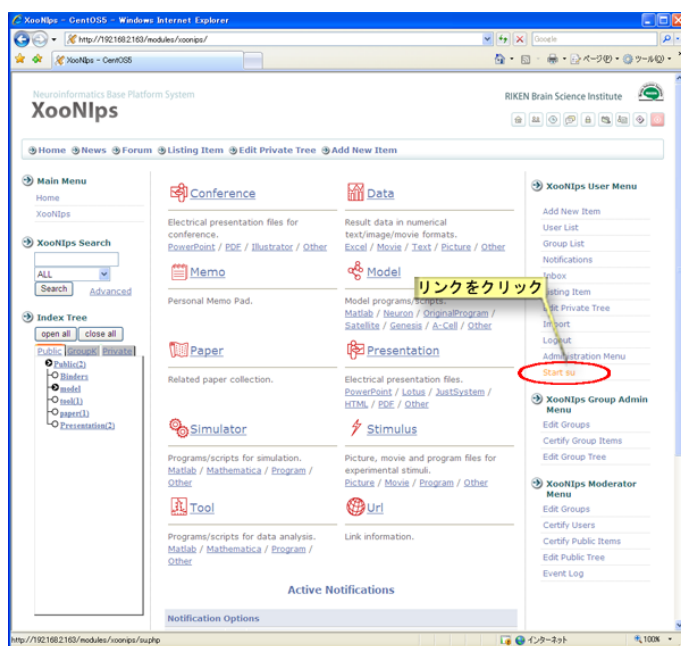 XooNIps - CentOS5 - Windows Internet Explorer
http://192.168.2.163/modules/xoonips/
Google
XooNIps - CentOS5
ページ(P)
ツール(O)
Neuroinformatics Base Platform System
XooNIps
RIKEN Brain Science Institute
Home News Forum Listing Item Edit Private Tree Add New Item
Main Menu
Home
XooNIps
XooNIps Search
ALL
Search Advanced
Index Tree
open all close all
Public GroupK Private
Public(2)
Binders
model
tool(1)
paper(1)
Presentation(2)
Conference
Electrical presentation files for
conference.
PowerPoint / PDF / Illustrator / Other
Data
Result data in numerical
text/image/movie formats.
Excel / Movie / Text / Picture / Other
Memo
Personal Memo Pad.
Model
Model programs/scripts.
Matlab / Neuron / OriginalProgram /
Satellite / Genesis / A-Cell / Other
Paper
Related paper collection.
Presentation
Electrical presentation files.
PowerPoint / Lotus / JustSystem /
HTML / PDF / Other
Simulator
Programs/scripts for simulation.
Matlab / Mathematica / Program /
Other
Stimulus
Picture, movie and program files for
experimental stimuli.
Picture / Movie / Program / Other
Tool
Programs/scripts for data analysis.
Matlab / Mathematica / Program /
Other
Url
Link information.
Active Notifications
Notification Options
XooNIps User Menu
Add New Item
User List
Group List
Notifications
Inbox
リンクをクリック
Listing Item
Edit Private Tree
Import
Logout
Administration Menu
Start su
XooNIps Group Admin
Menu
Edit Groups
Certify Group Items
Edit Group Tree
XooNIps Moderator
Menu
Edit Groups
Certify Users
Certify Public Items
Edit Public Tree
Event Log
http://192.168.2.163/modules/xoonips/su.php
インターネット
100%